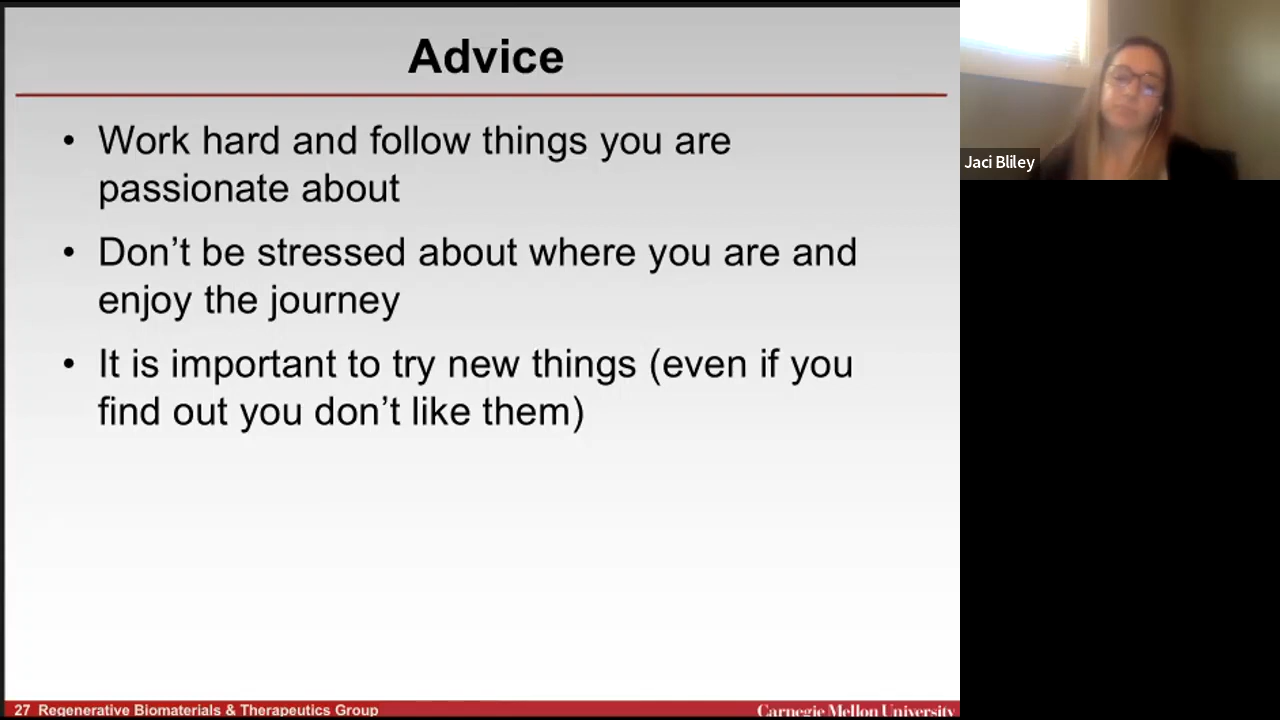 Advice
• Work hard and follow things you are
passionate about
• Don't be stressed about where you are and
enjoy the journey
• It is important to try new things (even if you
find out you don't like them)
27 Regenerative Biomaterials & Therapeutics Group
Carnegie Mellon University
Jaci Bliley